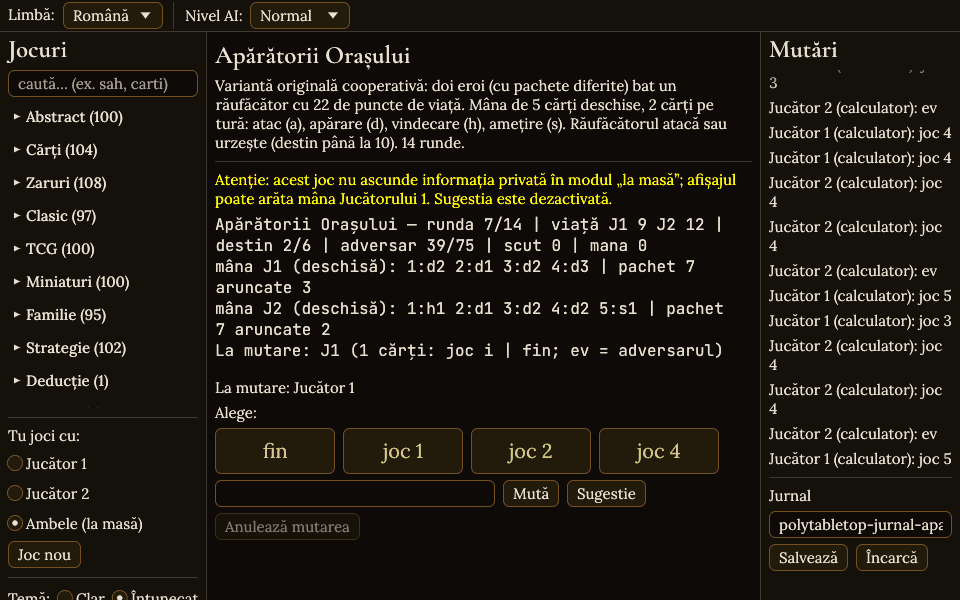 Limbă: Română ▼ Nivel AI: Normal ▼
Jocuri
caută... (ex. sah, carti)
▸ Abstract (100)
▸ Cărți (104)
▸ Zaruri (108)
▸ Clasic (97)
▸ TCG (100)
▸ Miniaturi (100)
▸ Familie (95)
▸ Strategie (102)
▸ Deducție (1)
Tu joci cu:
Jucător 1
Jucător 2
Ambele (la masă)
Joc nou
Temă: Clar Întunecat
Apărătorii Orașului
Variantă originală cooperativă: doi eroi (cu pachete diferite) bat un
răufăcător cu 22 de puncte de viață. Mâna de 5 cărți deschise, 2 cărți pe
tură: atac (a), apărare (d), vindecare (h), amețire (s). Răufăcătorul atacă sau
urzește (destin până la 10). 14 runde.
Atenție: acest joc nu ascunde informația privată în modul „la masă”; afișajul
poate arăta mâna Jucătorului 1. Sugestia este dezactivată.
Apărătorii Orașului — runda 7/14 | viață J1 9 J2 12 |
destin 2/6 | adversar 39/75 | scut 0 | mana 0
mâna J1 (deschisă): 1:d2 2:d1 3:d2 4:d3 | pachet 7
aruncate 3
mâna J2 (deschisă): 1:h1 2:d1 3:d2 4:d2 5:s1 | pachet
7 aruncate 2
La mutare: J1 (1 cărți: joc i | fin; ev = adversarul)
La mutare: Jucător 1
Alege:
fin joc 1 joc 2 joc 4
Mută Sugestie
Anulează mutarea
Mutări
3
Jucător 2 (calculator): ev
Jucător 1 (calculator): joc 4
Jucător 1 (calculator): joc 4
Jucător 2 (calculator): joc
4
Jucător 2 (calculator): joc
4
Jucător 2 (calculator): ev
Jucător 1 (calculator): joc 5
Jucător 1 (calculator): joc 3
Jucător 2 (calculator): joc
4
Jucător 2 (calculator): joc
4
Jucător 2 (calculator): ev
Jucător 1 (calculator): joc 5
Jurnal
polytabletop-jurnal-apa
Salvează Încarcă